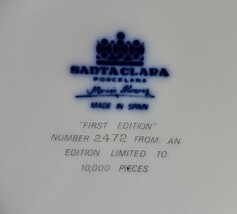 SANTACLARA
PORCELANA
MADE IN SPAIN
"FIRST EDITION"
NUMBER 2472 FROM AN
EDITION LIMITED TO
10,000 PIECES